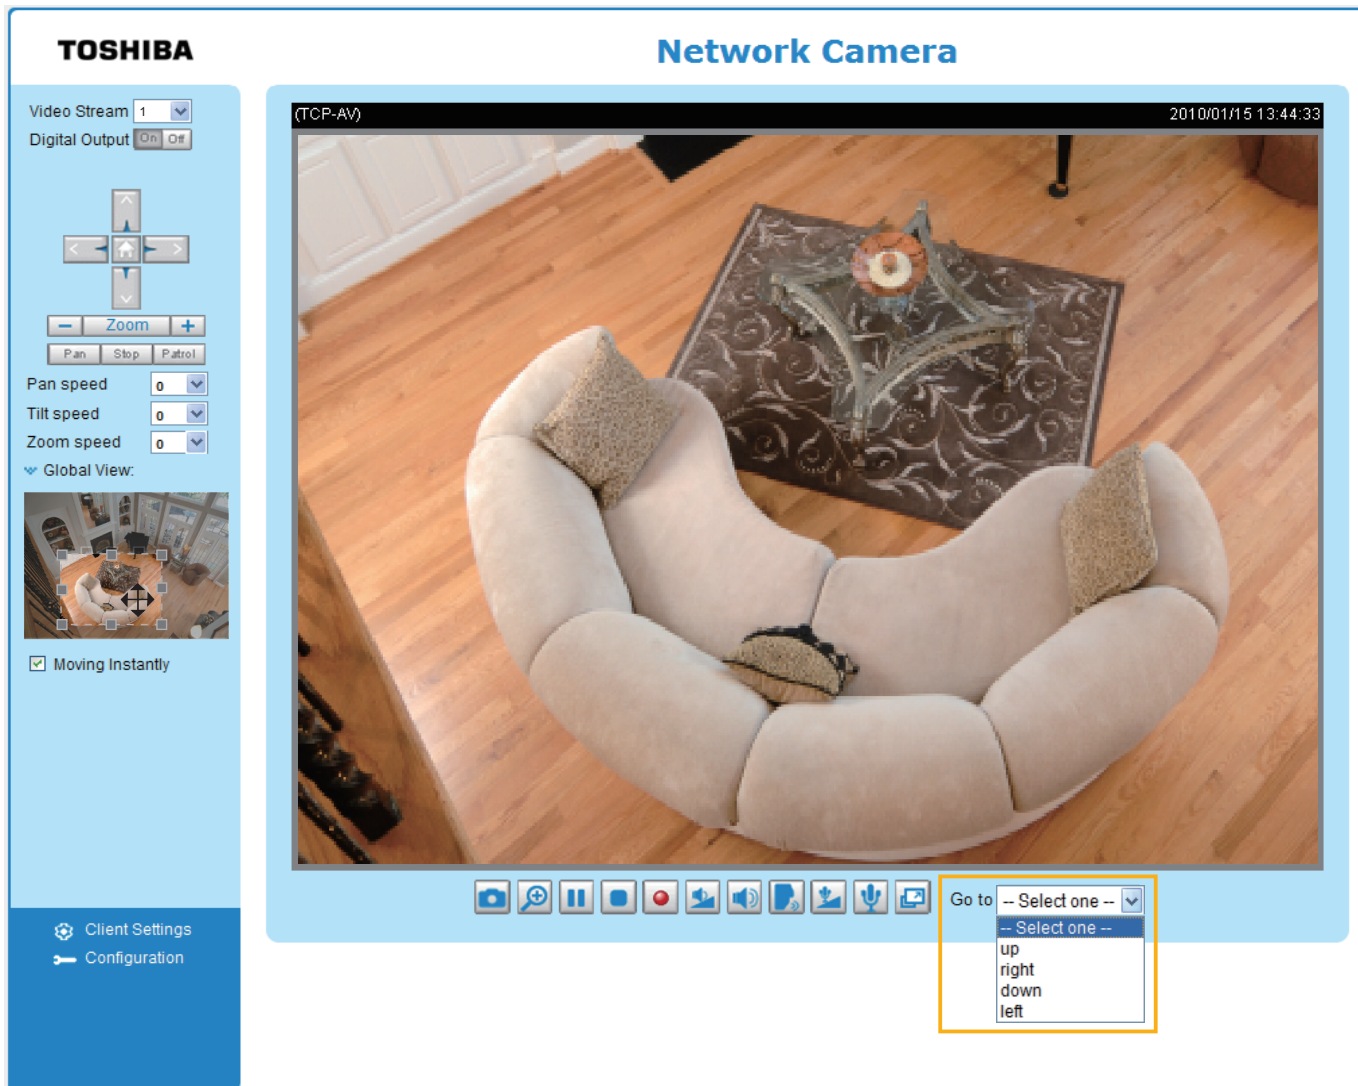 TOSHIBA
Network Camera
Video Stream 1
Digital Output On Off
Zoom
Pan Stop Patrol
Pan speed 0
Tilt speed 0
Zoom speed 0
Global View:
Moving Instantly
Client Settings
Configuration
(TCP-AV) 2010/01/15 13:44:33
Go to -- Select one --
-- Select one --
up
right
down
left